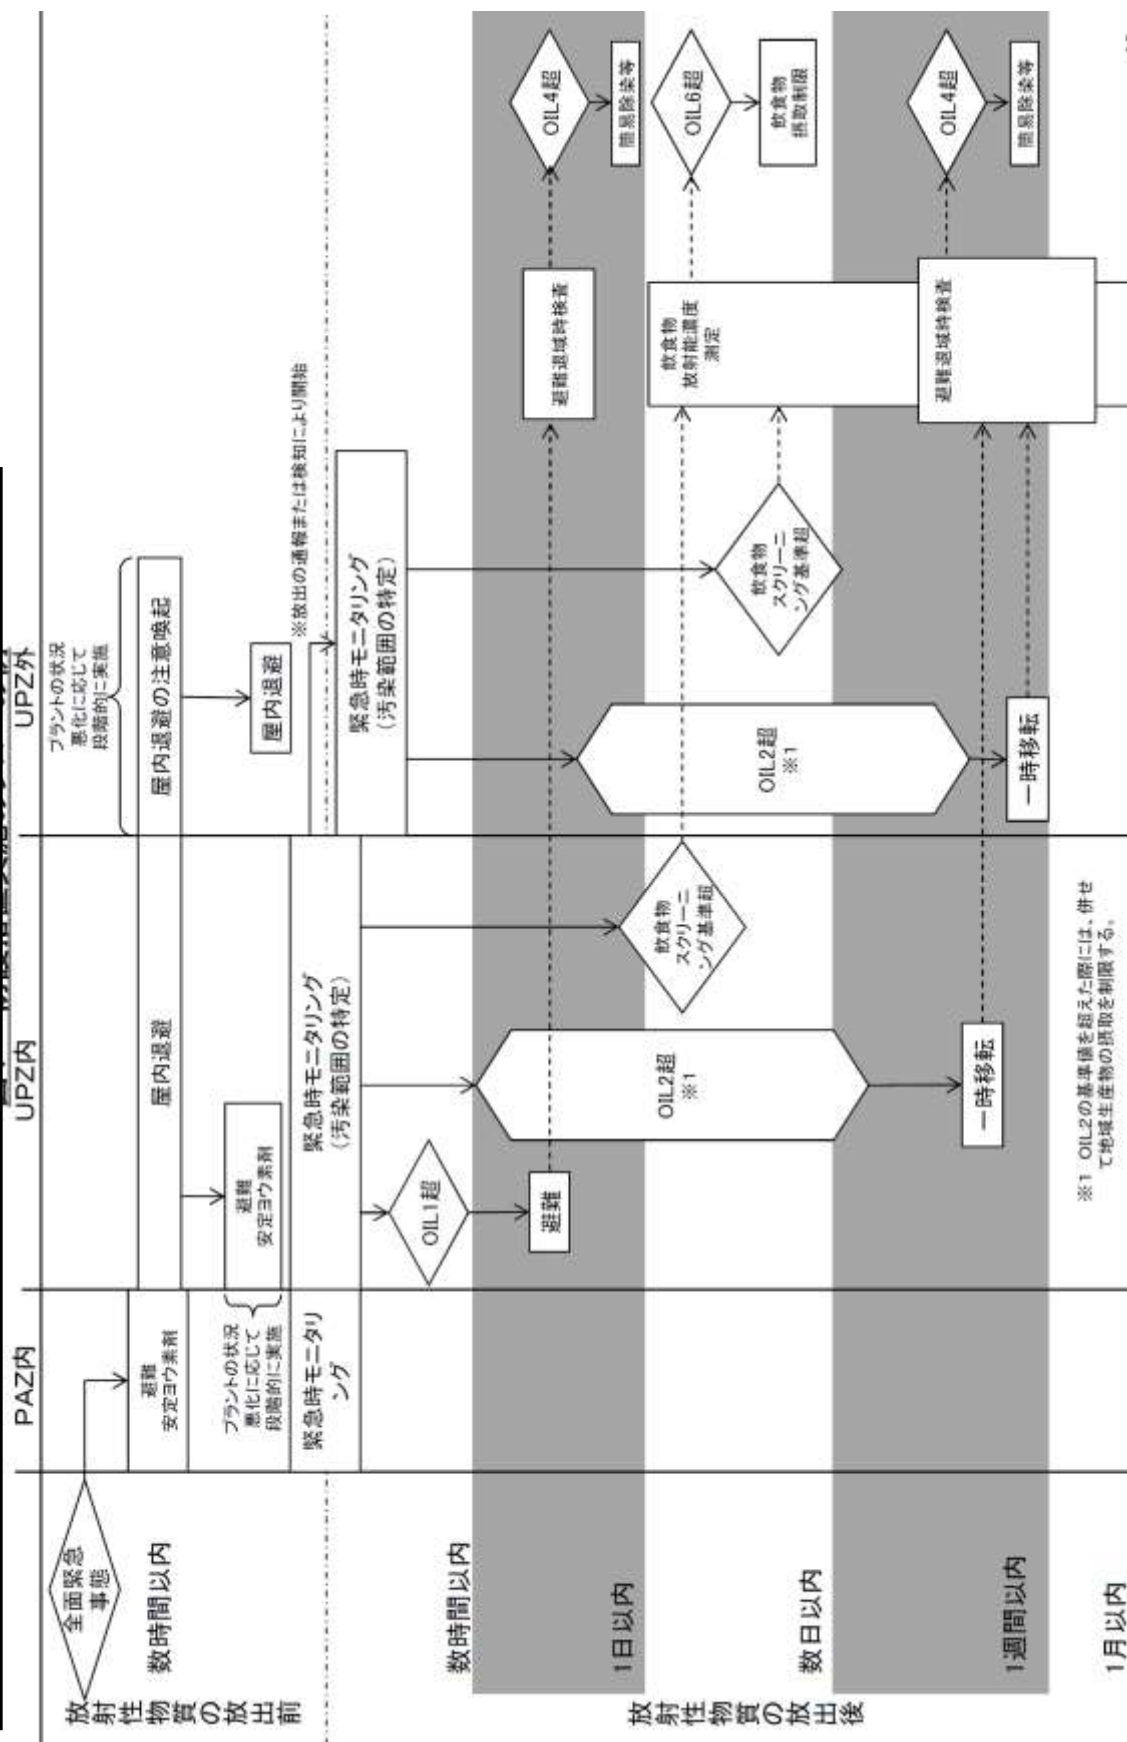 PAZ内
UPZ内
UPZ外
放射性物質の放出前
全面緊急
事態
数時間以内
避難
安定ヨウ素剤
プラントの状況
悪化に応じて
段階的に実施
屋内退避
避難
安定ヨウ素剤
プラントの状況
悪化に応じて
段階的に実施
屋内退避の注意喚起
屋内退避
※放出の通報または検知により開始
緊急時モニタリ
ング
緊急時モニタリング
(汚染範囲の特定)
緊急時モニタリング
(汚染範囲の特定)
放射性物質の放出後
数時間以内
OIL1超
1日以内
避難
避難退域時検査
OIL4超
簡易除染等
数日以内
OIL2超
※1
飲食物
スクリーニ
ング基準超
OIL2超
※1
飲食物
スクリーニ
ング基準超
飲食物
放射能濃度
測定
OIL6超
飲食物
摂取制限
1週間以内
一時移転
一時移転
避難退域時検査
OIL4超
簡易除染等
1月以内
※1 OIL2の基準値を超えた際には、併せ
て地域生産物の摂取を制限する。